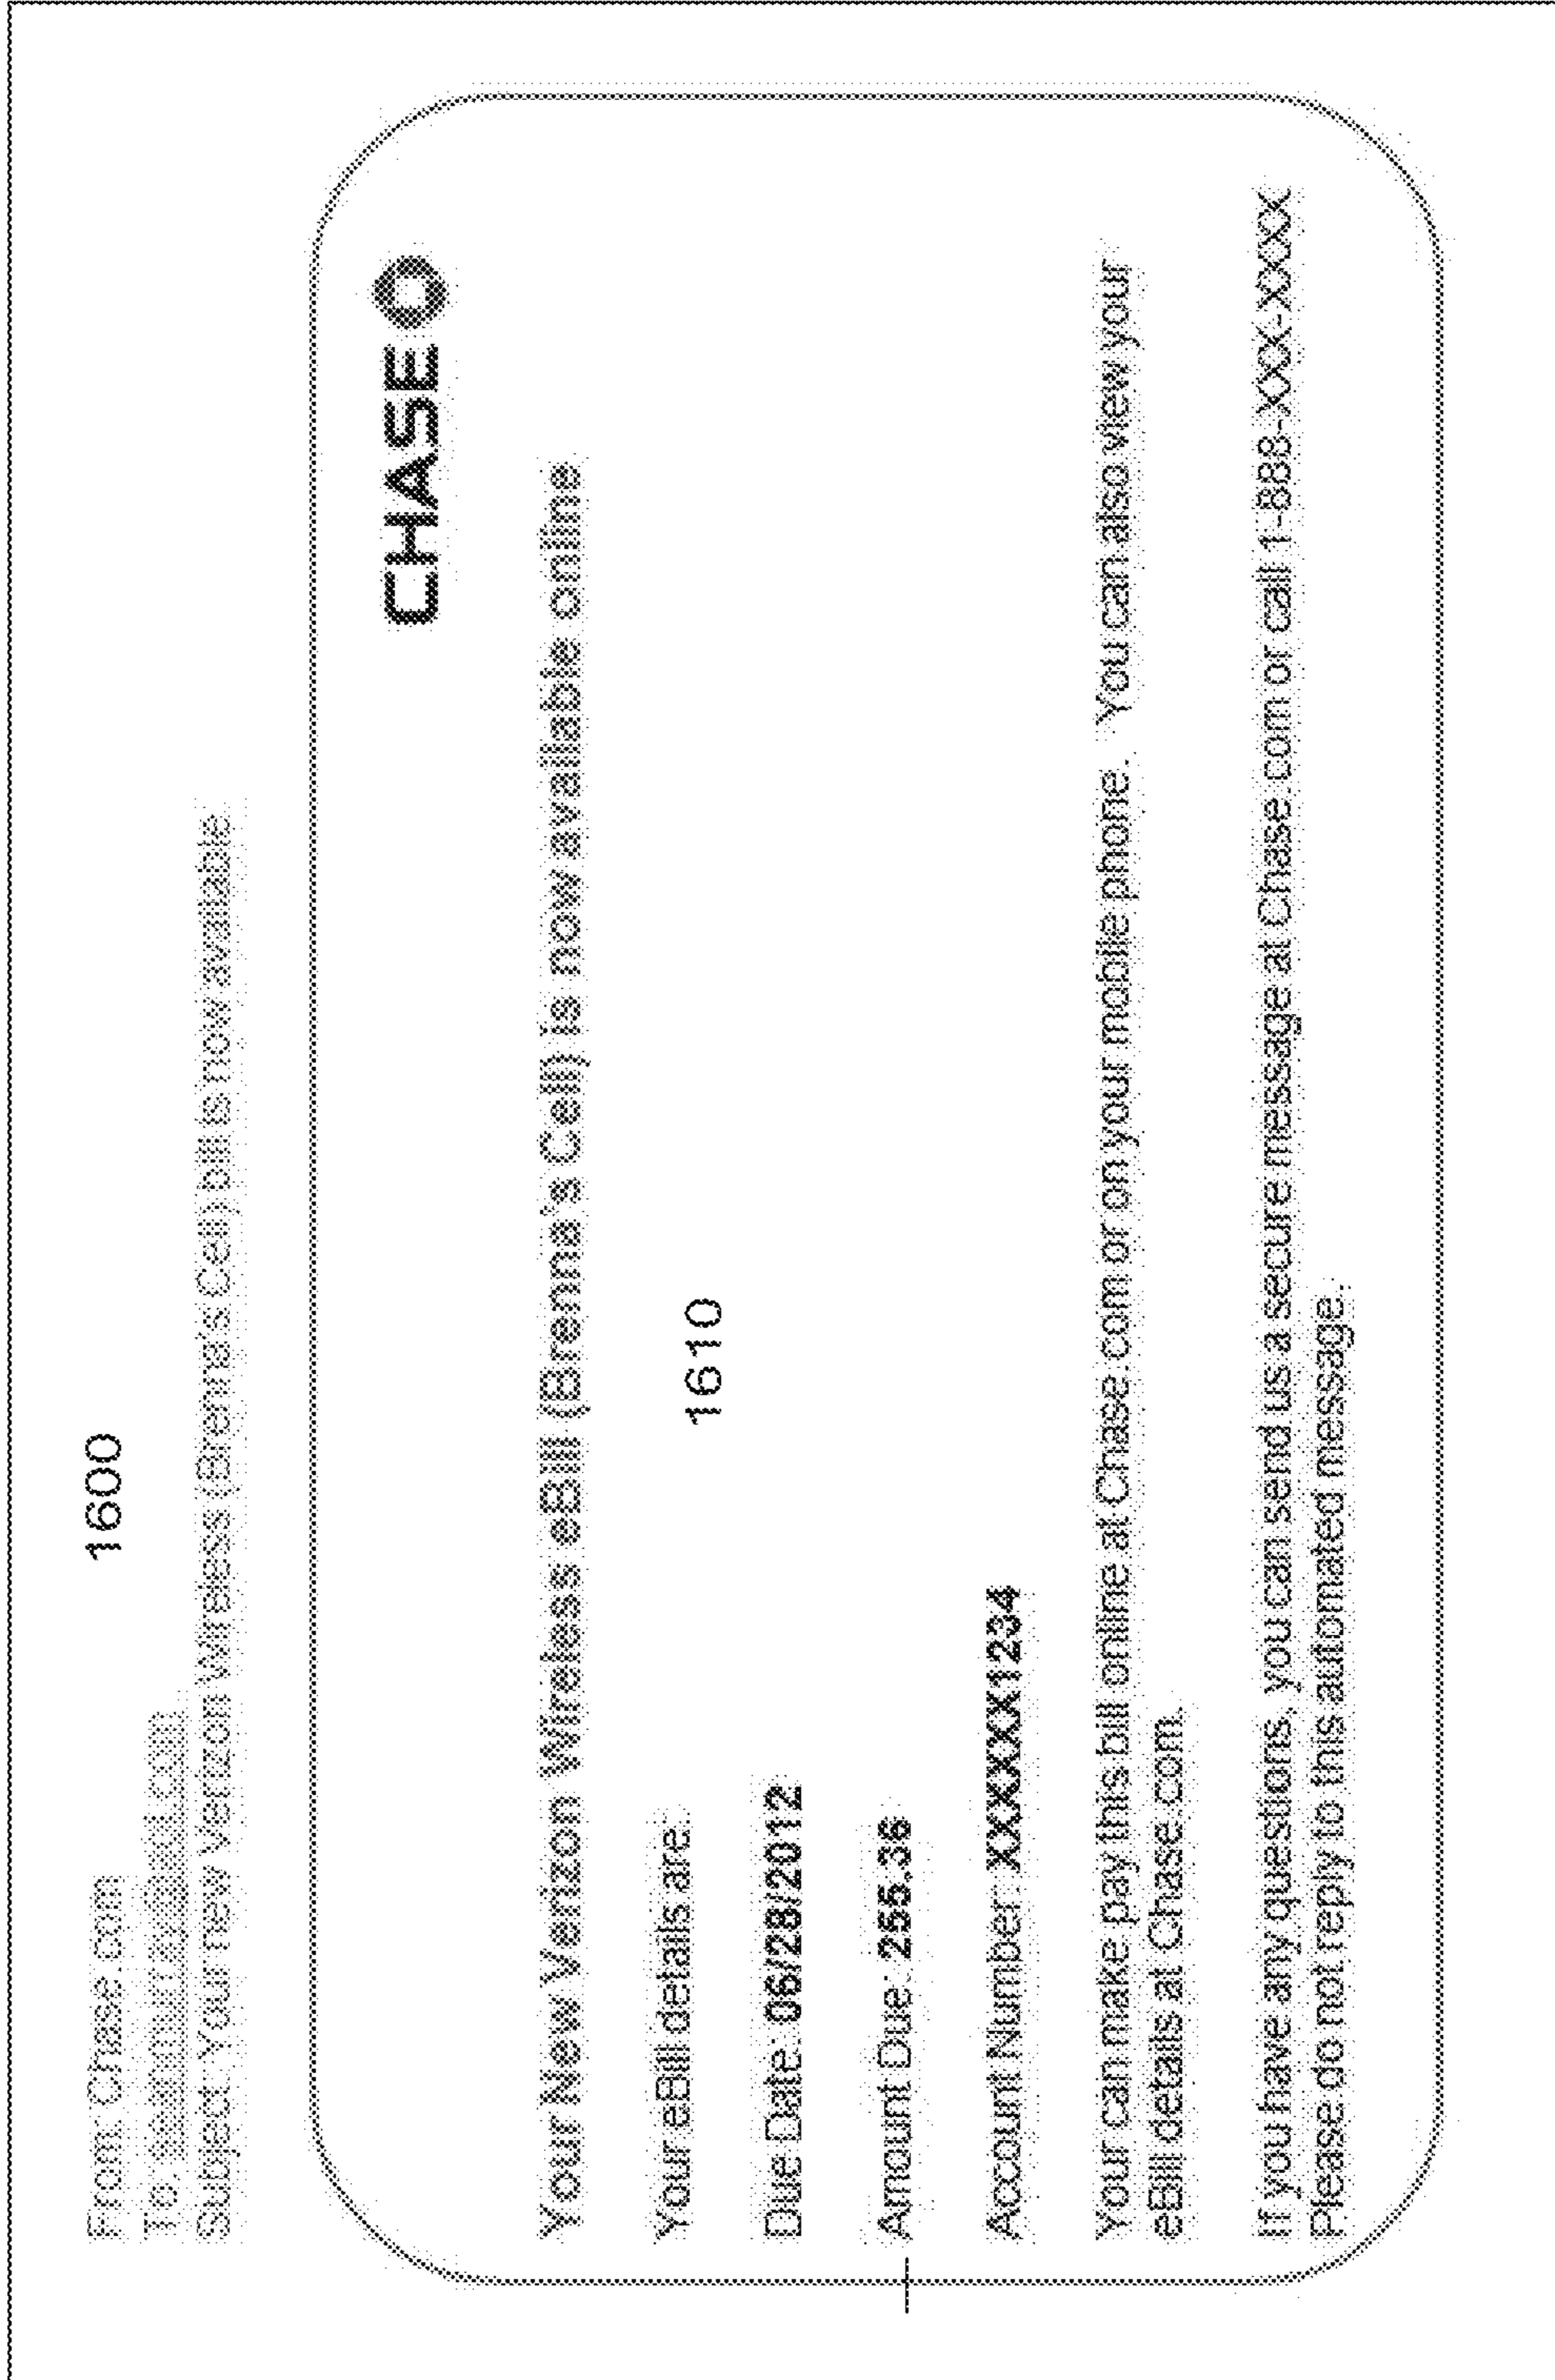 1600
From: Chase.com
To:
Subject: Your new Verizon Wireless (Brenna's Cell) bill is now available
CHASE
Your New Verizon Wireless eBill (Brenna's Cell) is now available online
Your eBill details are:
1610
Due Date: 06/28/2012
Amount Due:
Account Number: XXXXXX1234
Your can make pay this bill online at Chase.com or on your mobile phone. You can also view your
eBill details at Chase.com.
If you have any questions, you can send us a secure message at Chase.com or call 1-888-XXX-XXXX
Please do not reply to this automated message.